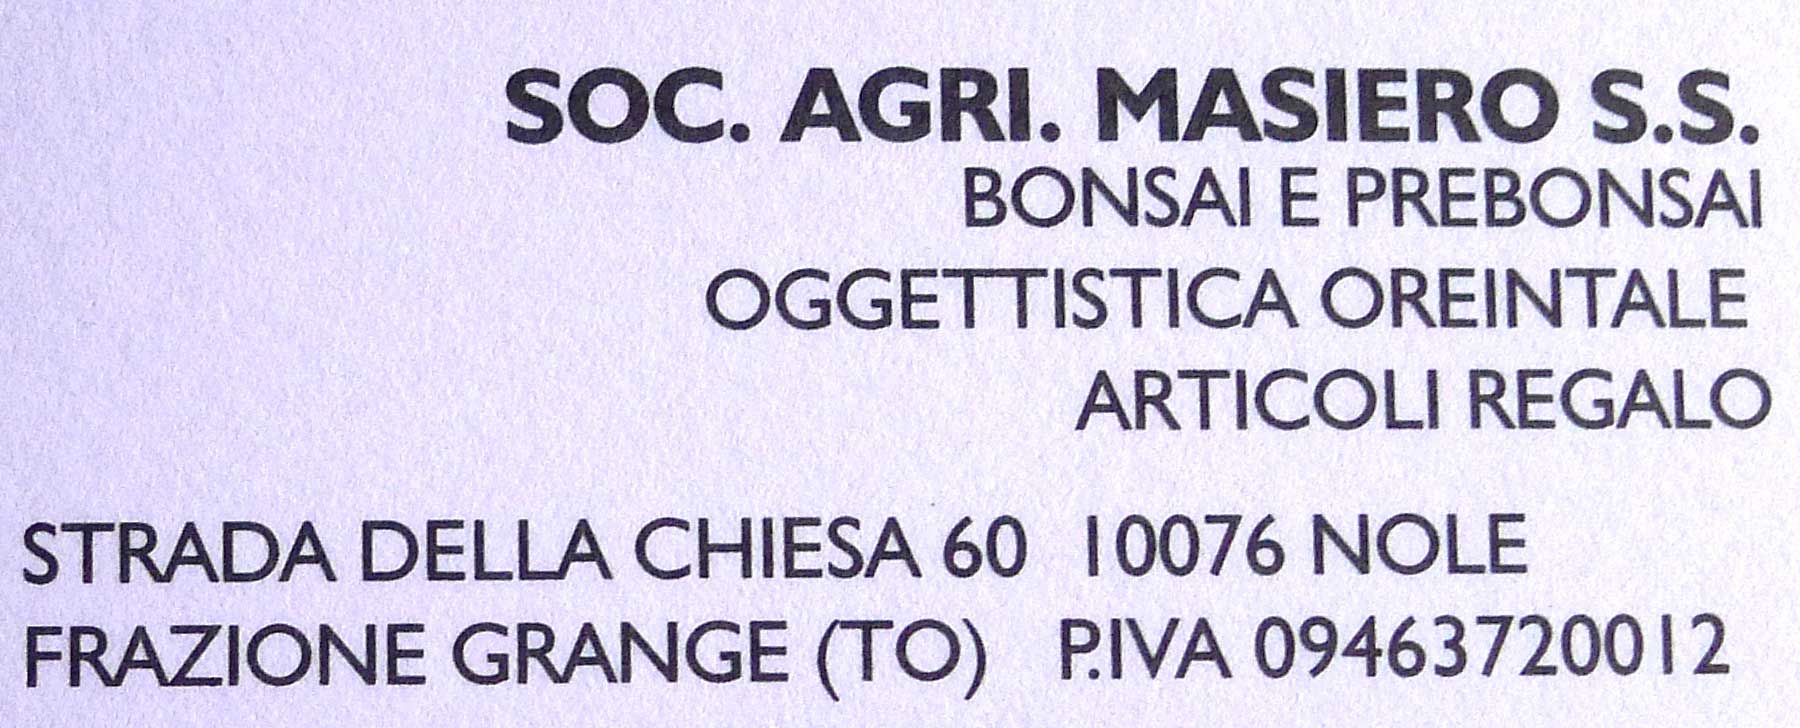 SOC. AGRI. MASIERO S.S.
BONSAI E PREBONSAI
OGGETTISTICA OREINTALE
ARTICOLI REGALO
STRADA DELLA CHIESA 60 10076 NOLE
FRAZIONE GRANGE (TO) P.IVA 09463720012